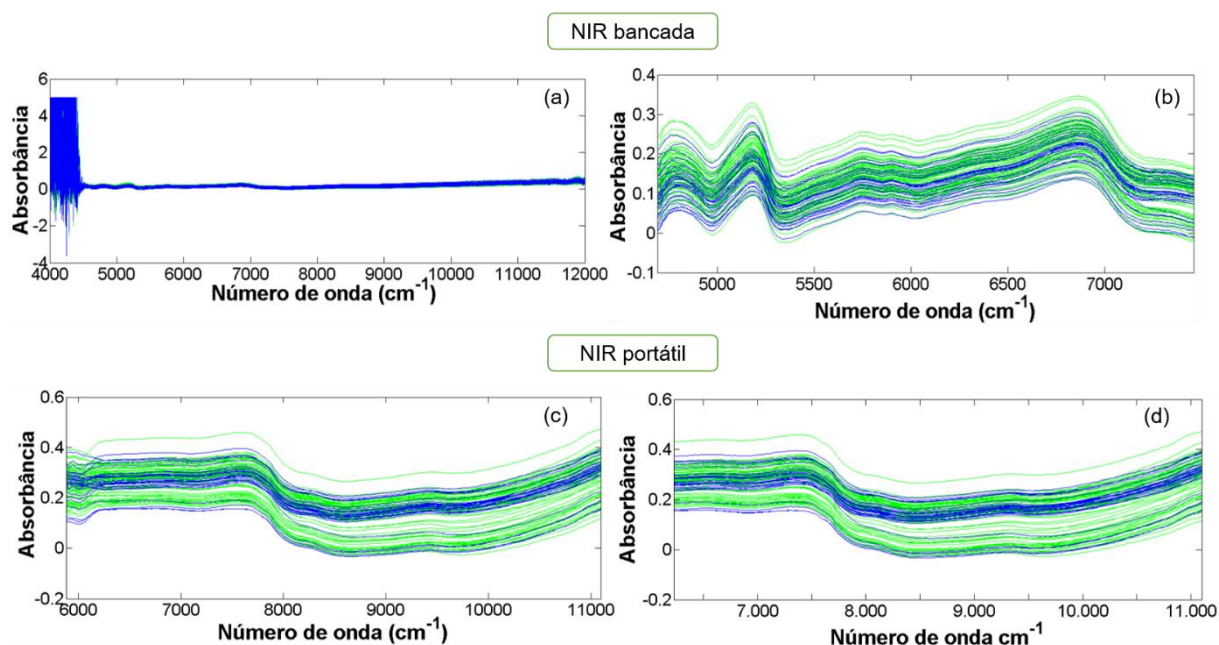 NIR bancada
(a)
Absorbância
6
4
2
0
-2
-4
4000 5000 6000 7000 8000 9000 10000 11000 12000
Número de onda (cm-1)
(b)
Absorbância
0.4
0.3
0.2
0.1
0
-0.1
5000 5500 6000 6500 7000
Número de onda (cm-1)
NIR portátil
(c)
Absorbância
0.6
0.4
0.2
0
-0.2
6000 7000 8000 9000 10000 11000
Número de onda (cm-1)
(d)
Absorbância
0.6
0.4
0.2
0
-0.2
7.000 8.000 9.000 10.000 11.000
Número de onda cm-1